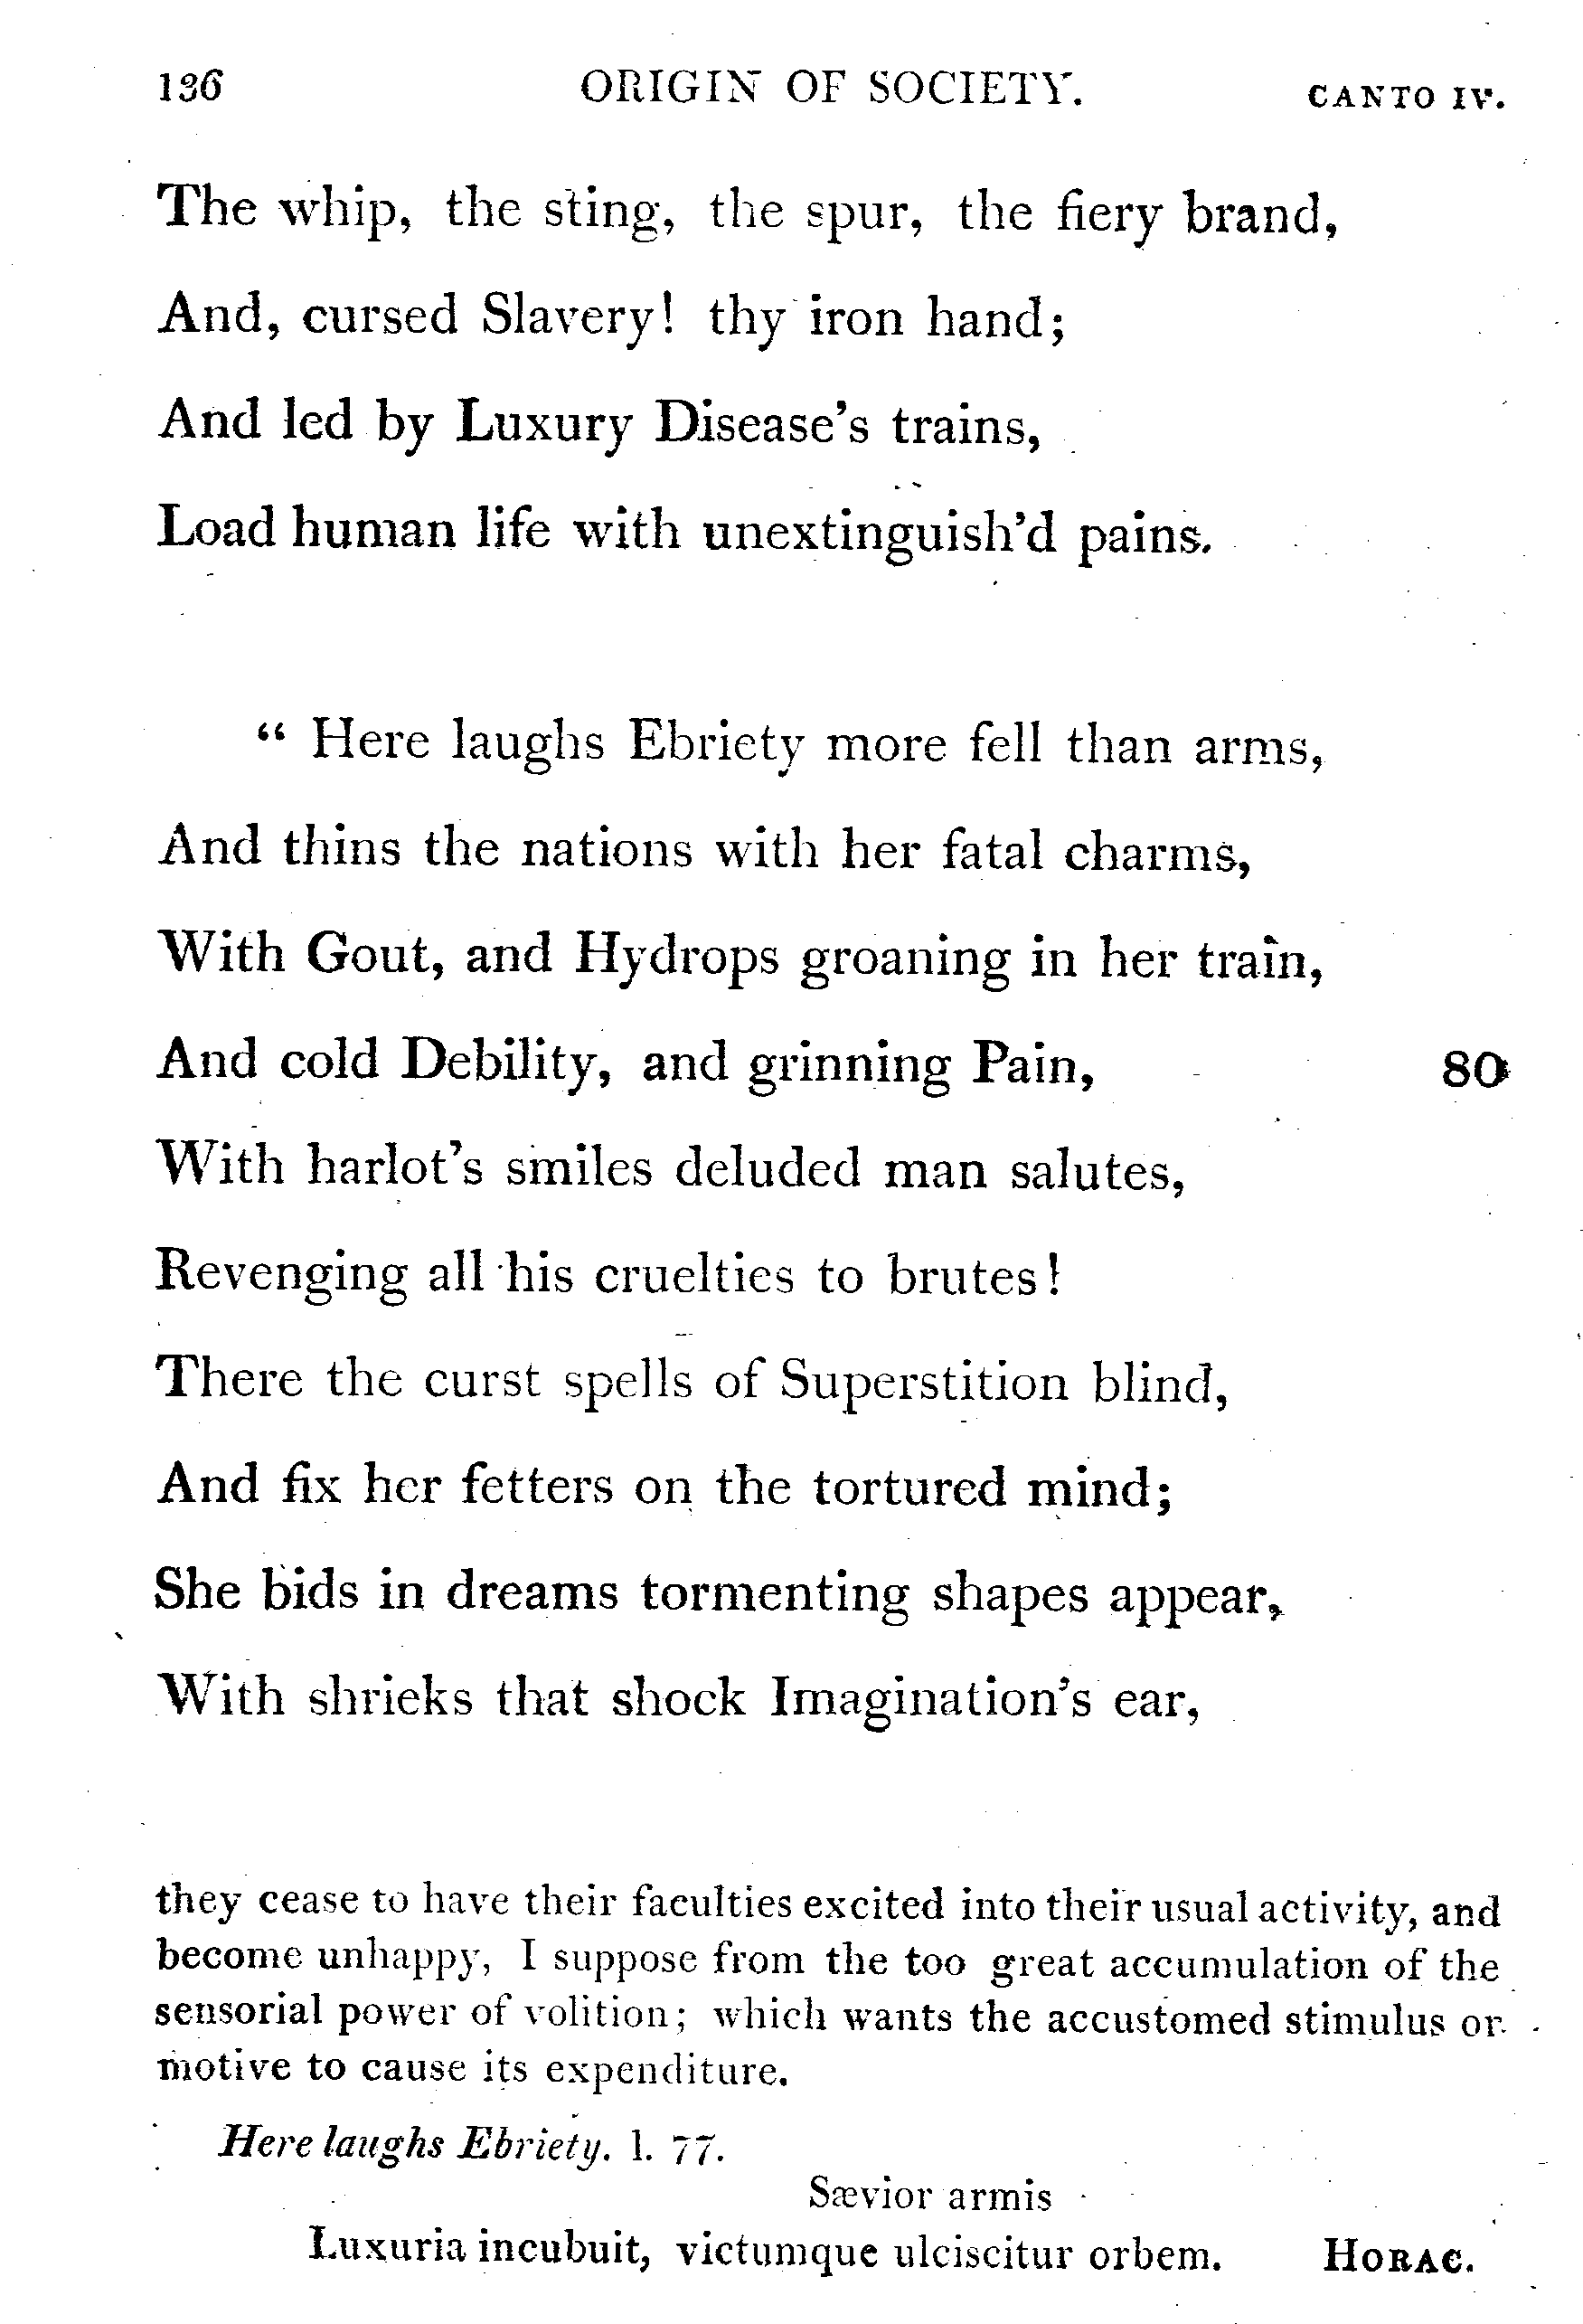 136 ORIGIN OF SOCIETY. CANTO IV.
The whip, the sting, the spur, the fiery brand,
And, cursed Slavery! thy iron hand;
And led by Luxury Disease's trains,
Load human life with unextinguish'd pains.
“ Here laughs Ebriety more fell than arms,
And thins the nations with her fatal charms,
With Gout, and Hydrops groaning in her train,
And cold Debility, and grinning Pain, 80
With harlot's smiles deluded man salutes,
Revenging all his cruelties to brutes!
There the curst spells of Superstition blind,
And fix her fetters on the tortured mind;
She bids in dreams tormenting shapes appear,
With shrieks that shock Imagination's ear,
they cease to have their faculties excited into their usual activity, and
become unhappy, I suppose from the too great accumulation of the
sensorial power of volition; which wants the accustomed stimulus or
motive to cause its expenditure.
Here laughs Ebriety. l. 77.
Sævior armis
Luxuria incubuit, victumque ulciscitur orbem. HORAC.